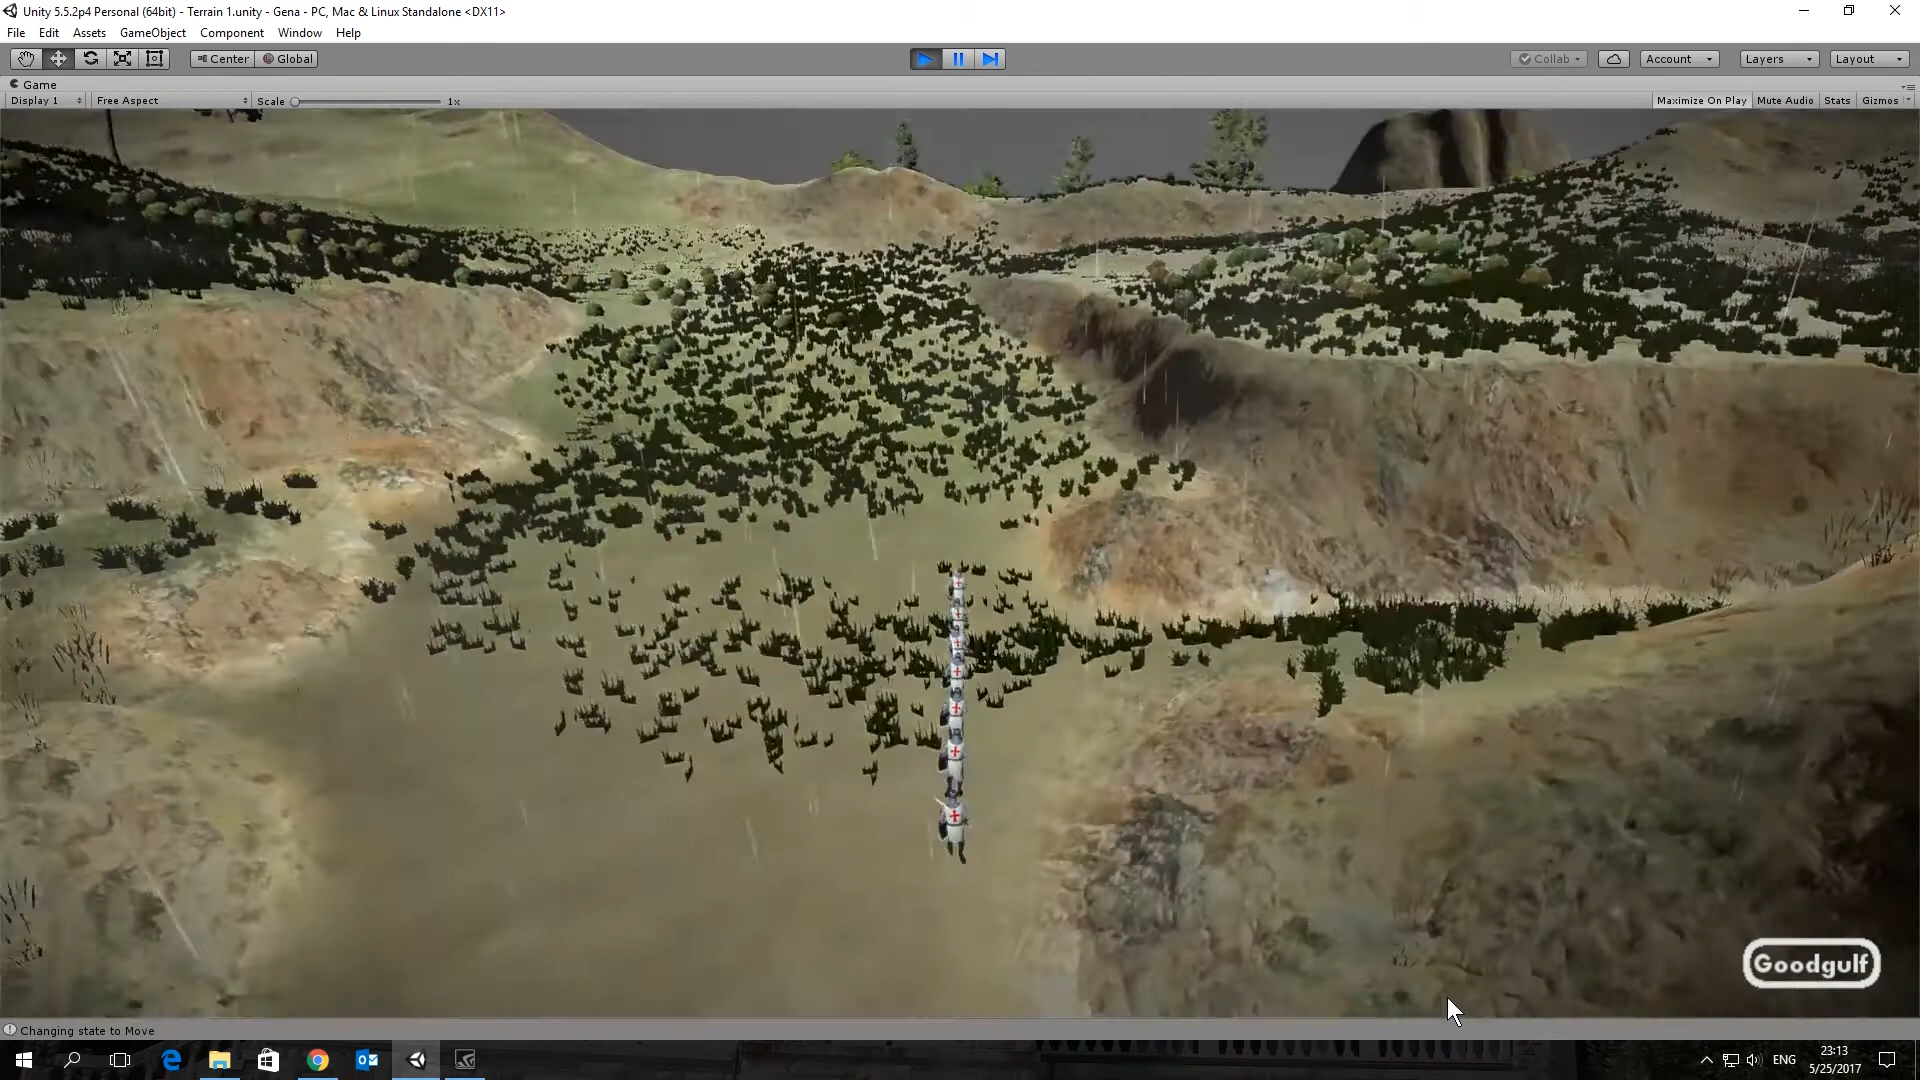 Unity 5.5.2p4 Personal (64bit) - Terrain 1.unity - Gena - PC, Mac & Linux Standalone <DX11>
File Edit Assets GameObject Component Window Help
Center Global Collab Account Layers Layout
Game
Display 1 Free Aspect Scale 1x Maximize On Play Mute Audio Stats Gizmos
Goodgulf
Changing state to Move
ENG 23:13
5/25/2017